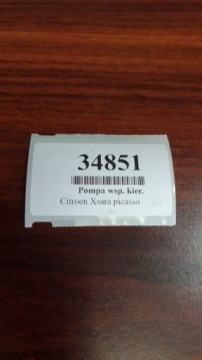 34851
Pompa wsp. kier.
Citroen Xsara picasso